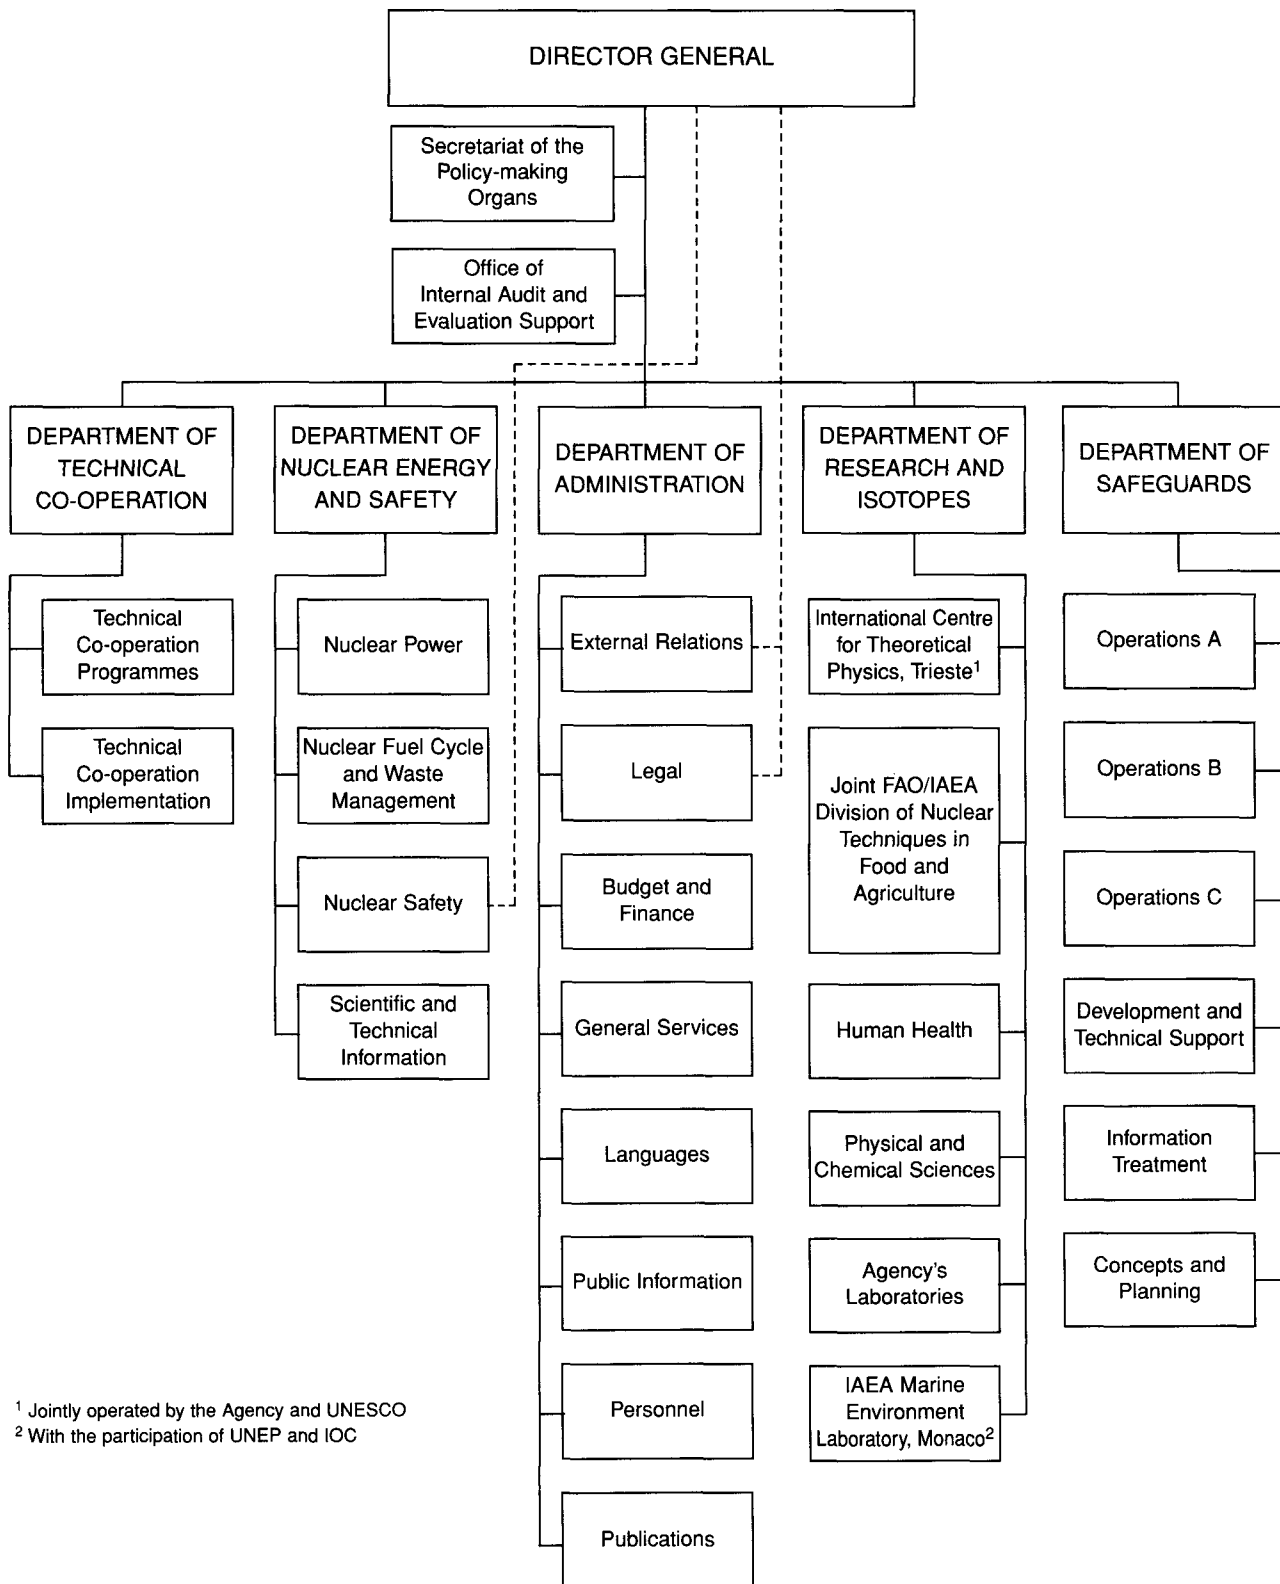 DIRECTOR GENERAL
Secretariat of the
Policy-making
Organs
Office of
Internal Audit and
Evaluation Support
DEPARTMENT OF
TECHNICAL
CO-OPERATION
DEPARTMENT OF
NUCLEAR ENERGY
AND SAFETY
DEPARTMENT OF
ADMINISTRATION
DEPARTMENT OF
RESEARCH AND
ISOTOPES
DEPARTMENT OF
SAFEGUARDS
Technical
Co-operation
Programmes
Technical
Co-operation
Implementation
Nuclear Power
Nuclear Fuel Cycle
and Waste
Management
Nuclear Safety
Scientific and
Technical
Information
External Relations
Legal
Budget and
Finance
General Services
Languages
Public Information
Personnel
Publications
International Centre
for Theoretical
Physics, Trieste¹
Joint FAO/IAEA
Division of Nuclear
Techniques in
Food and
Agriculture
Human Health
Physical and
Chemical Sciences
Agency's
Laboratories
IAEA Marine
Environment
Laboratory, Monaco²
Operations A
Operations B
Operations C
Development and
Technical Support
Information
Treatment
Concepts and
Planning
¹ Jointly operated by the Agency and UNESCO
² With the participation of UNEP and IOC